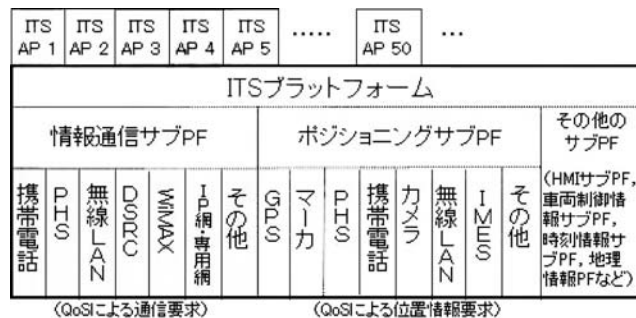 ITS AP 1
ITS AP 2
ITS AP 3
ITS AP 4
ITS AP 5
.....
ITS AP 50
...
ITSプラットフォーム
情報通信サブPF
ポジショニングサブPF
その他の
サブPF
携帯電話
PHS
無線LAN
DSRC
WiMAX
IP網・専用網
その他
GPS
マーカ
PHS
携帯電話
カメラ
無線LAN
IMES
その他
(HMIサブPF,
車両制御情
報サブPF,
時刻情報サ
ブPF, 地理
情報PFなど)
(QoSIによる通信要求)
(QoSIによる位置情報要求)